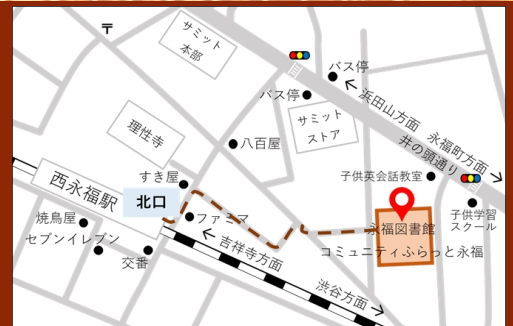 〒
サミット
本部
バス停
バス停
浜田山方面
永福町方面
井の頭通り
サミット
ストア
理性寺
八百屋
子供英会話教室
すき屋
西永福駅
北口
ファミマ
子供学習
スクール
永福図書館
コミュニティふらっと永福
焼鳥屋
セブンイレブン
交番
吉祥寺方面
渋谷方面